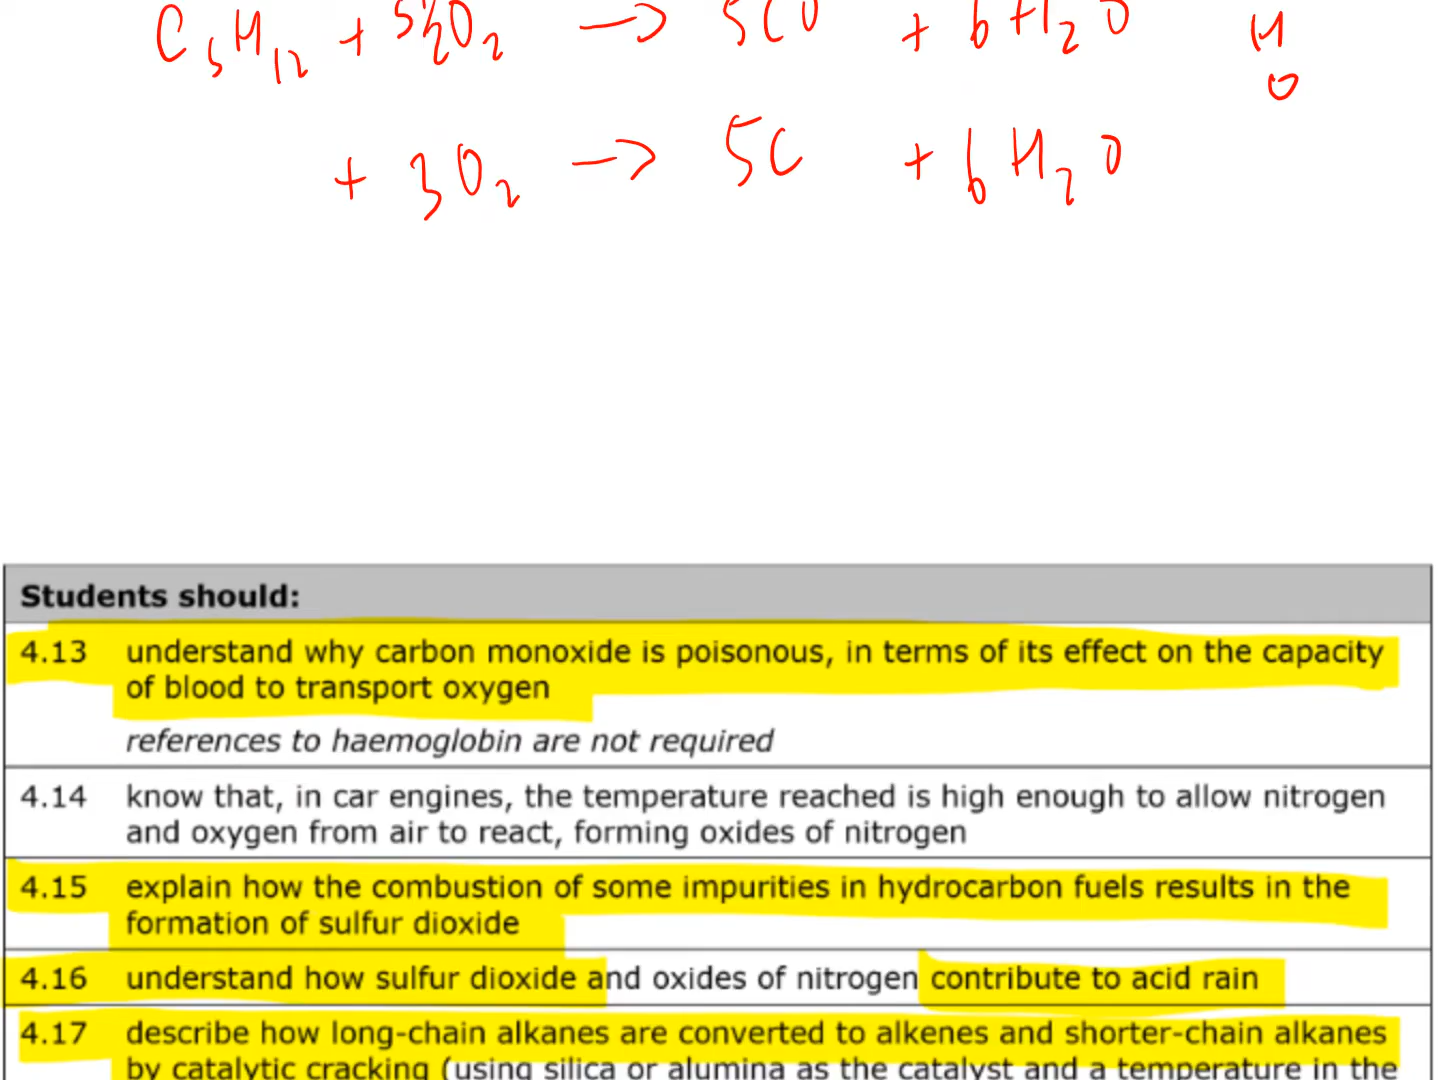 C₅H₁₂ + 5½O₂ → 5CO + 6H₂O H
O
+ 3O₂ → 5C + 6H₂O
Students should:
4.13 understand why carbon monoxide is poisonous, in terms of its effect on the capacity
of blood to transport oxygen
references to haemoglobin are not required
4.14 know that, in car engines, the temperature reached is high enough to allow nitrogen
and oxygen from air to react, forming oxides of nitrogen
4.15 explain how the combustion of some impurities in hydrocarbon fuels results in the
formation of sulfur dioxide
4.16 understand how sulfur dioxide and oxides of nitrogen contribute to acid rain
4.17 describe how long-chain alkanes are converted to alkenes and shorter-chain alkanes
by catalytic cracking (using silica or alumina as the catalyst and a temperature in the